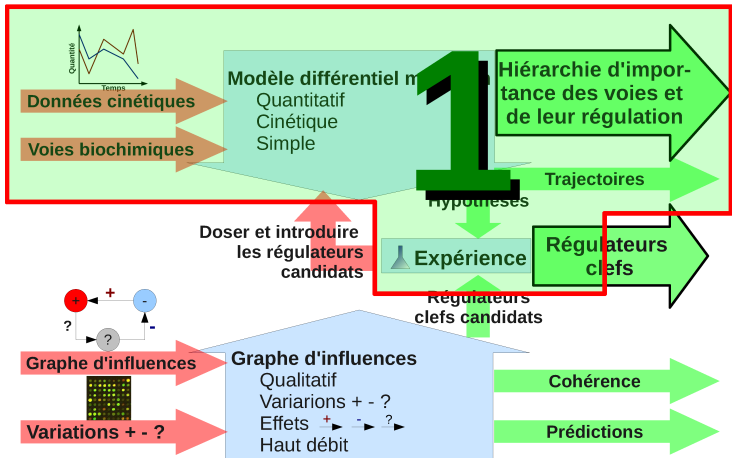 Quantité
Temps
Données cinétiques
Voies biochimiques
Modèle différentiel
Quantitatif
Cinétique
Simple
1
Hiérarchie d'impor-
tance des voies et
de leur régulation
Trajectoires
Hypothèses
Doser et introduire
les régulateurs
candidats
Expérience
Régulateurs
clefs
Régulateurs
clefs candidats
+
-
?
+
-
?
Graphe d'influences
Variations + - ?
Graphe d'influences
Qualitatif
Variarions + - ?
Effets + - ?
Haut débit
Cohérence
Prédictions